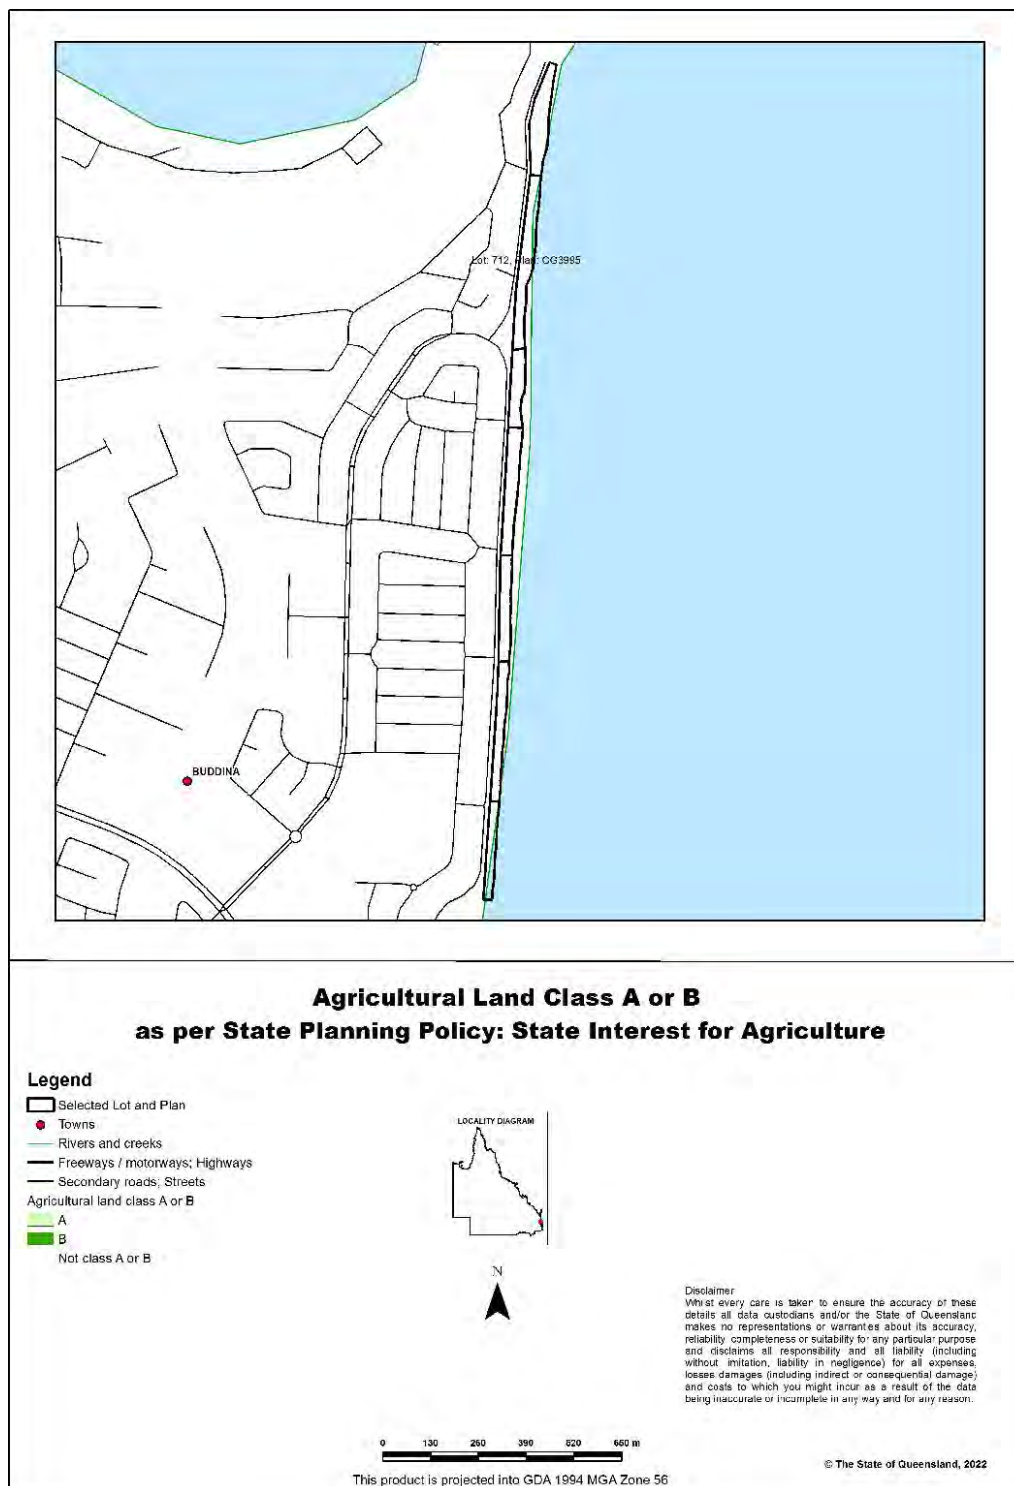 Lot: 712, Plan: CG3995
BUDDINA
Agricultural Land Class A or B
as per State Planning Policy: State Interest for Agriculture
Legend
Selected Lot and Plan
Towns
Rivers and creeks
Freeways / motorways; Highways
Secondary roads; Streets
Agricultural land class A or B
A
B
Not class A or B
LOCALITY DIAGRAM
N
Disclaimer
Whilst every care is taken to ensure the accuracy of these
details all data custodians and/or the State of Queensland
makes no representations or warranties about its accuracy,
reliability completeness or suitability for any particular purpose
and disclaims all responsibility and all liability (including
without imitation, liability in negligence) for all expenses,
losses damages (including indirect or consequential damage)
and costs to which you might incur as a result of the data
being inaccurate or incomplete in any way and for any reason.
0 130 260 390 520 650 m
This product is projected into GDA 1994 MGA Zone 56
© The State of Queensland, 2022